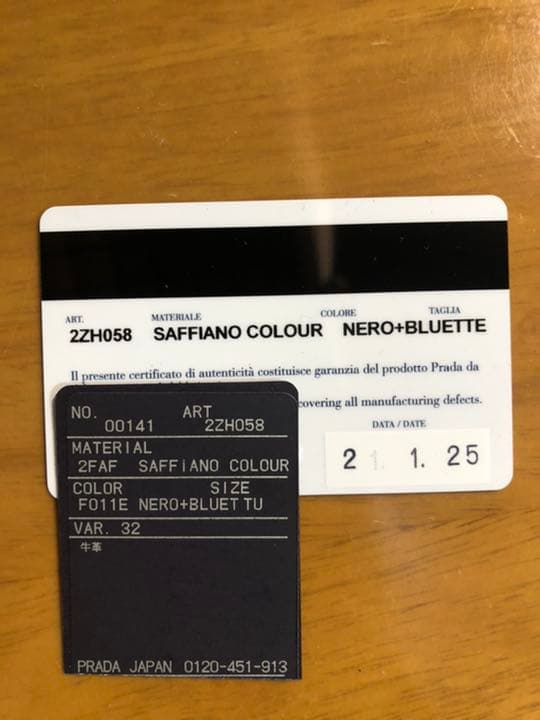 ART. MATERIALE COLORE TAGLIA
2ZH058 SAFFIANO COLOUR NERO+BLUETTE
Il presente certificato di autenticità costituisce garanzia del prodotto Prada da
covering all manufacturing defects.
DATA / DATE
2 1. 1. 25
NO. ART
00141 2ZH058
MATERIAL
2FAF SAFFIANO COLOUR
COLOR SIZE
F011E NERO+BLUET TU
VAR. 32
牛革
PRADA JAPAN 0120-451-913